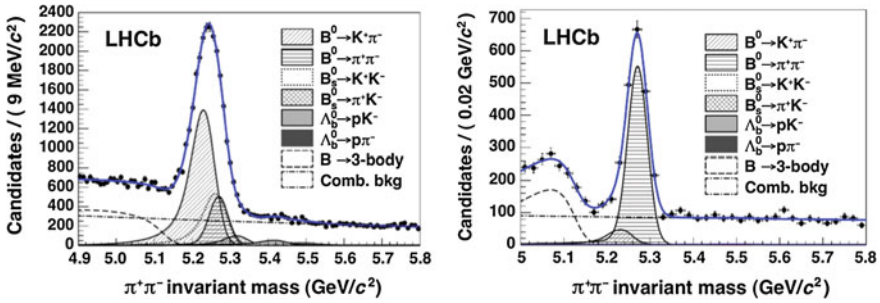 Candidates / ( 9 MeV/c²)
2400
2200
2000
1800
1600
1400
1200
1000
800
600
400
200
0
LHCb
B⁰→K⁺π⁻
B⁰→π⁺π⁻
B⁰ₛ→K⁺K⁻
B⁰ₛ→π⁺K⁻
Λ⁰b→pK⁻
Λ⁰b→pπ⁻
B→3-body
Comb. bkg
4.9 5 5.1 5.2 5.3 5.4 5.5 5.6 5.7 5.8
π⁺π⁻ invariant mass (GeV/c²)
Candidates / ( 0.02 GeV/c²)
700
600
500
400
300
200
100
0
LHCb
B⁰→K⁺π⁻
B⁰→π⁺π⁻
B⁰ₛ→K⁺K⁻
B⁰ₛ→π⁺K⁻
Λ⁰b→pK⁻
Λ⁰b→pπ⁻
B→3-body
Comb. bkg
5 5.1 5.2 5.3 5.4 5.5 5.6 5.7 5.8
π⁺π⁻ invariant mass (GeV/c²)